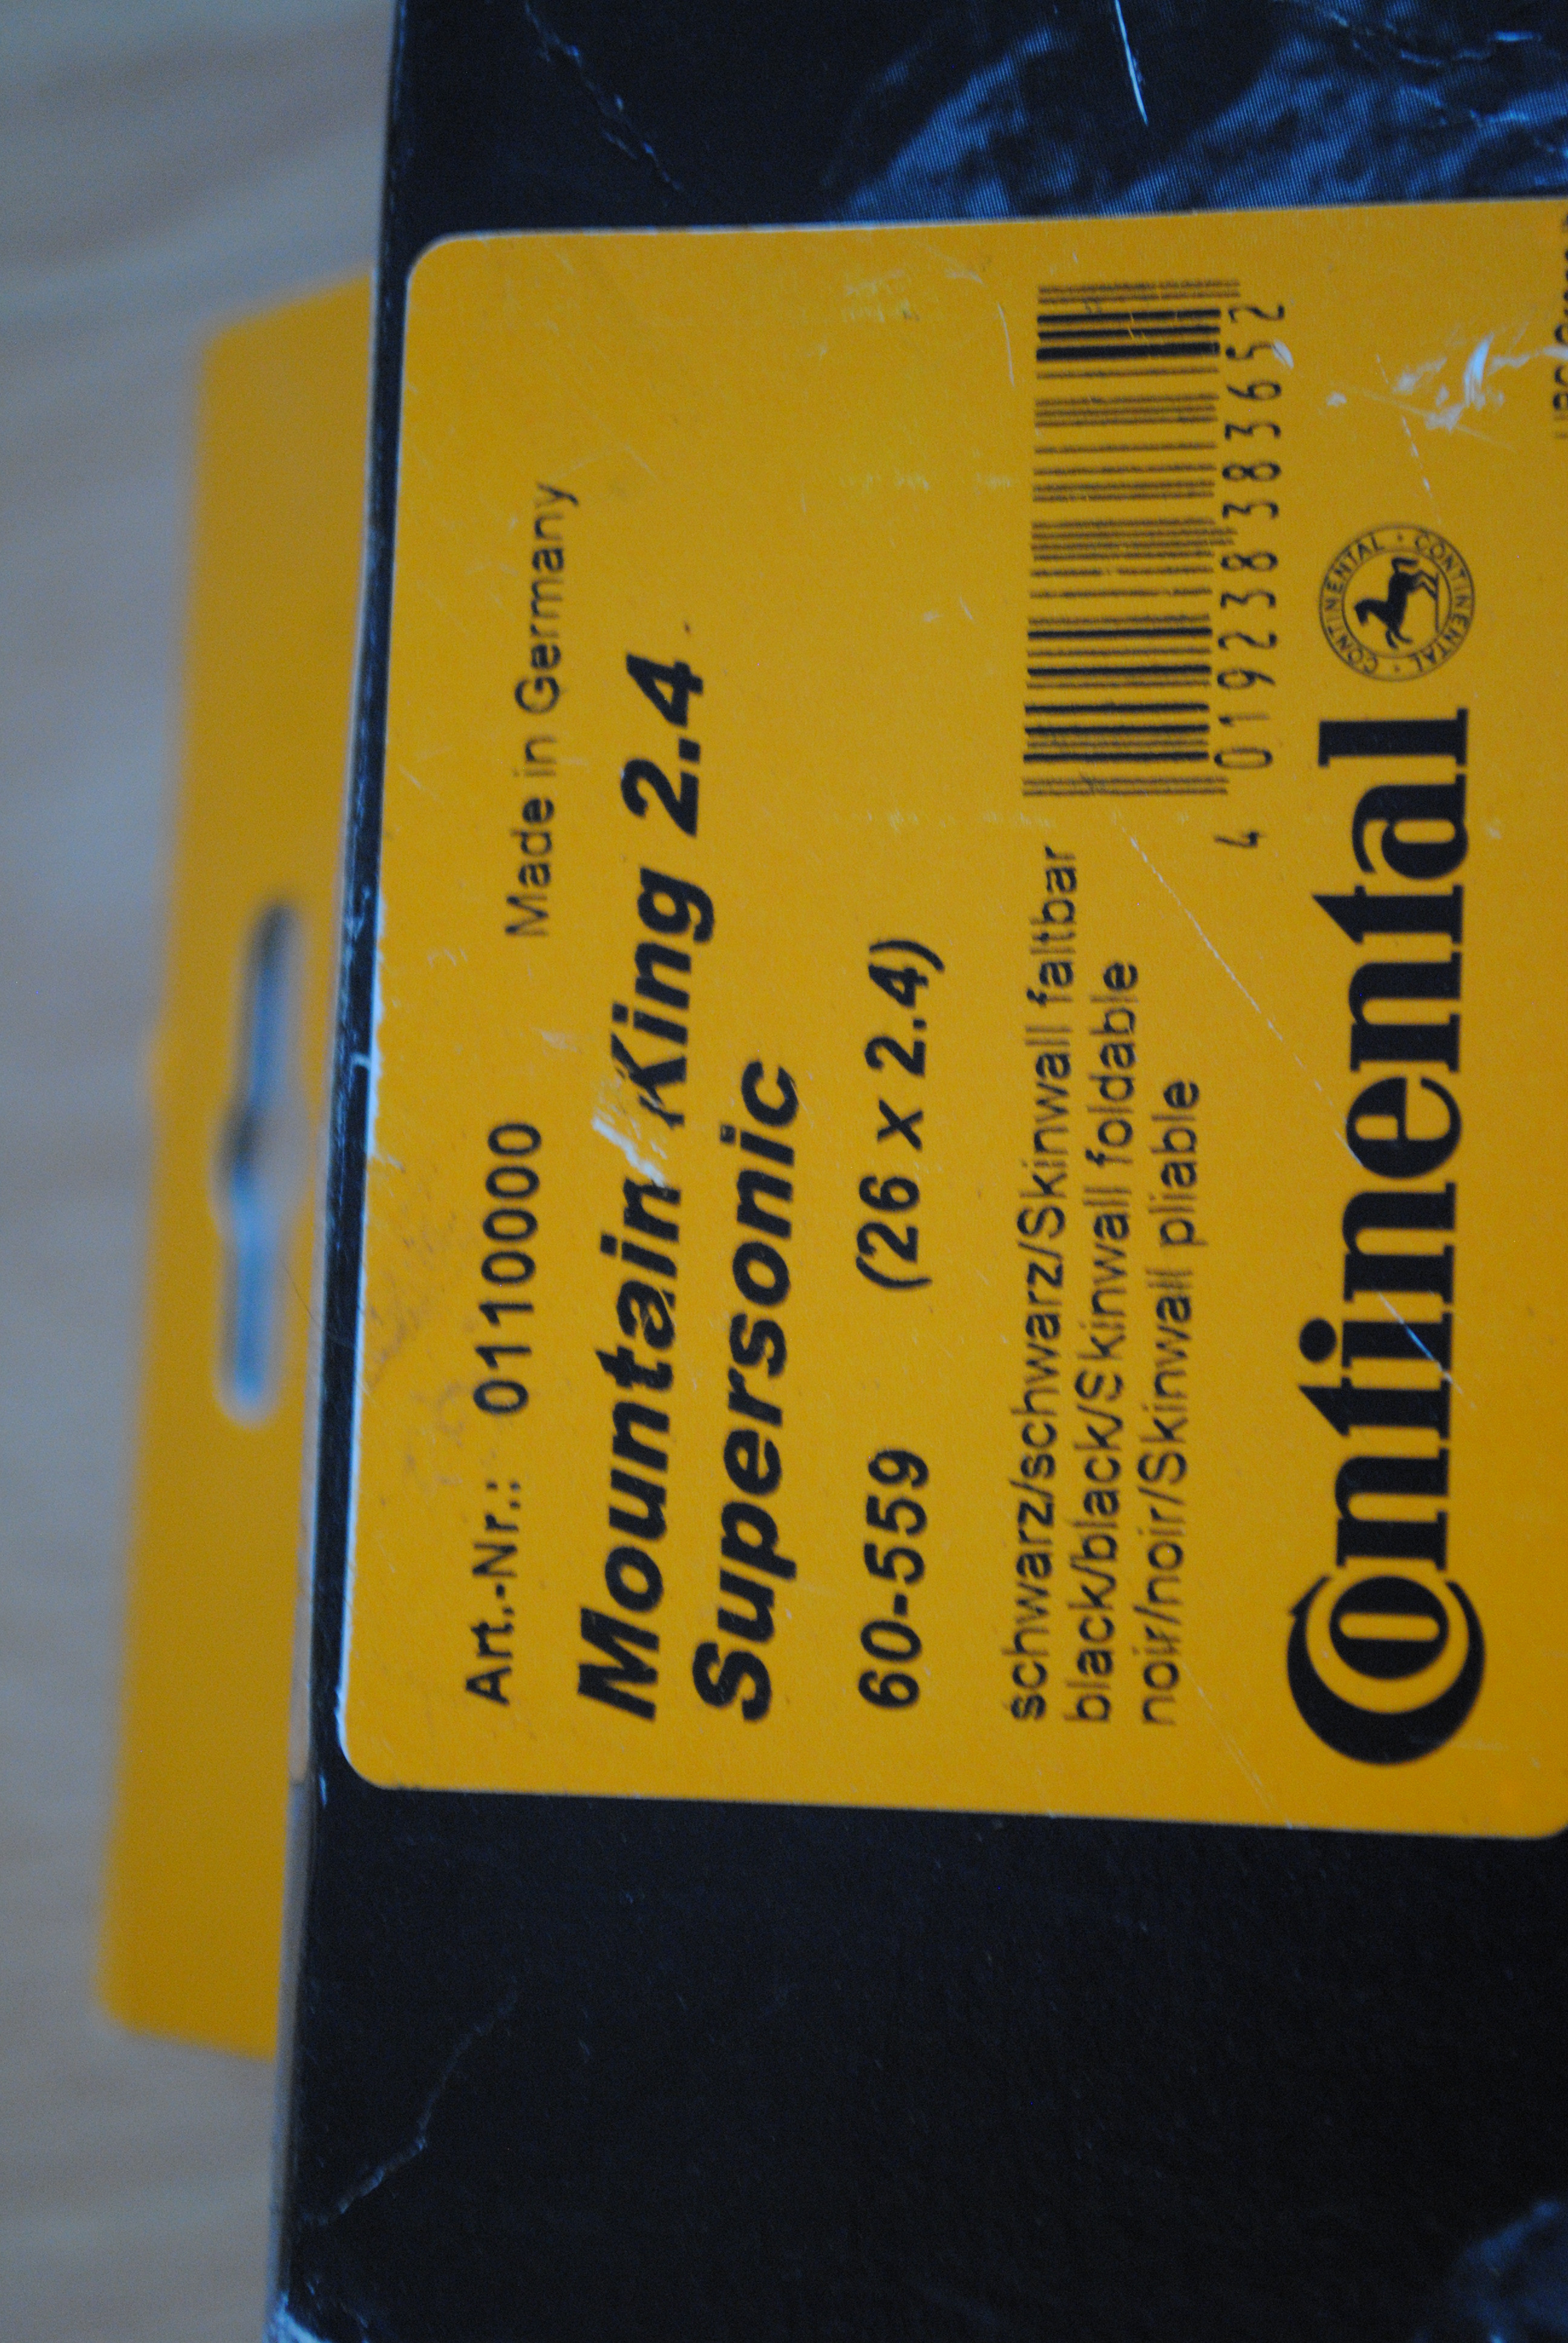 Art.-Nr.: 0110000 Made in Germany
Mountain King 2.4
Supersonic
60-559 (26 x 2.4)
schwarz/schwarz/Skinwall faltbar
black/black/Skinwall foldable
noir/noir/Skinwall pliable
4 019238 383652
Continental
CONTINENTAL · CONTINENTAL ·